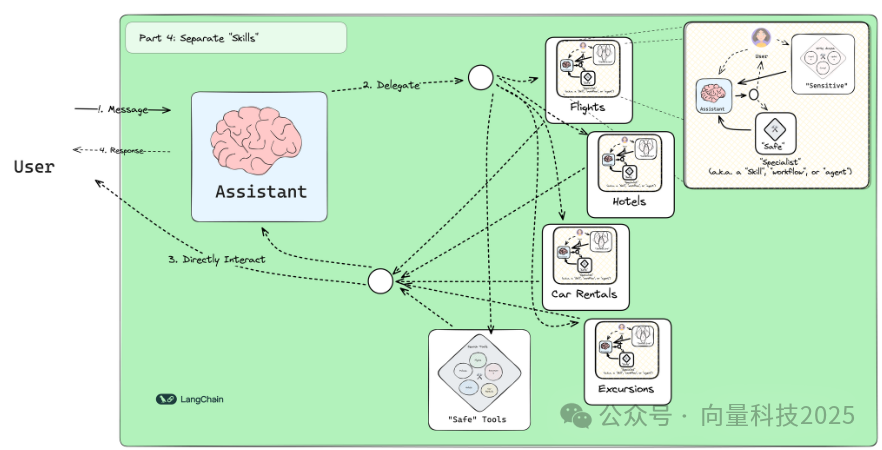 Part 4: Separate "Skills"
1. Message
4. Response
User
Assistant
2. Delegate
3. Directly Interact
Flights
Hotels
Car Rentals
Excursions
"Safe" Tools
User
Assistant
"Sensitive"
"Safe"
"Specialist"
(a.k.a. a "Skill", "workflow", or "agent")
LangChain
公众号 · 向量科技2025